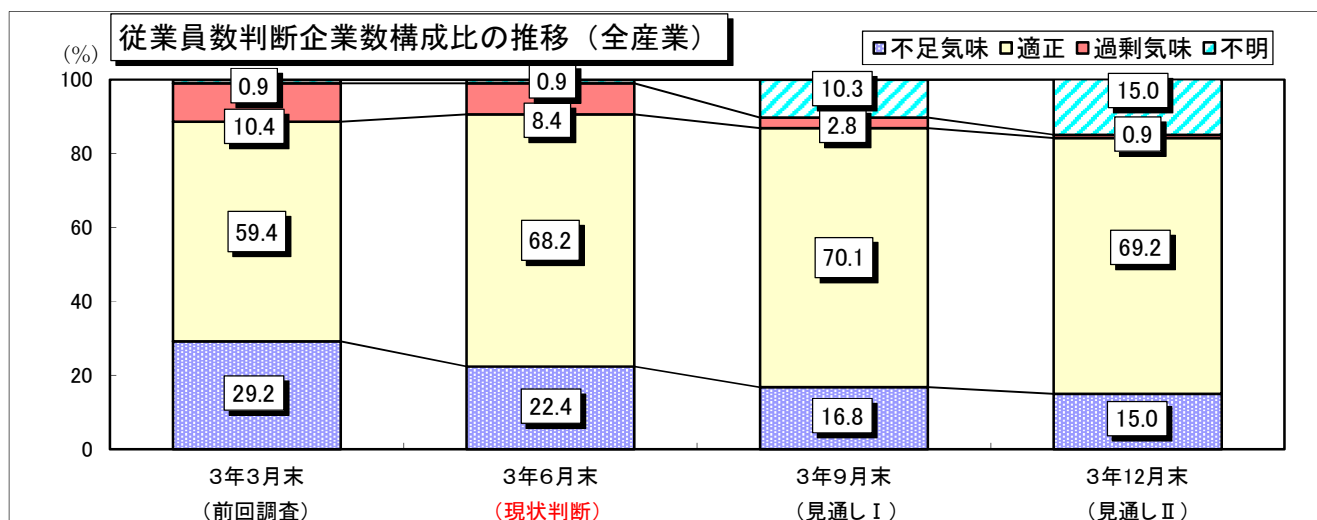 従業員数判断企業数構成比の推移（全産業）
(%)
不足気味 適正 過剰気味 不明
100
80
60
40
20
0
0.9 0.9 10.3 15.0
10.4 8.4 2.8 0.9
59.4 68.2 70.1 69.2
29.2 22.4 16.8 15.0
3年3月末 3年6月末 3年9月末 3年12月末
（前回調査） （現状判断） （見通しⅠ） （見通しⅡ）